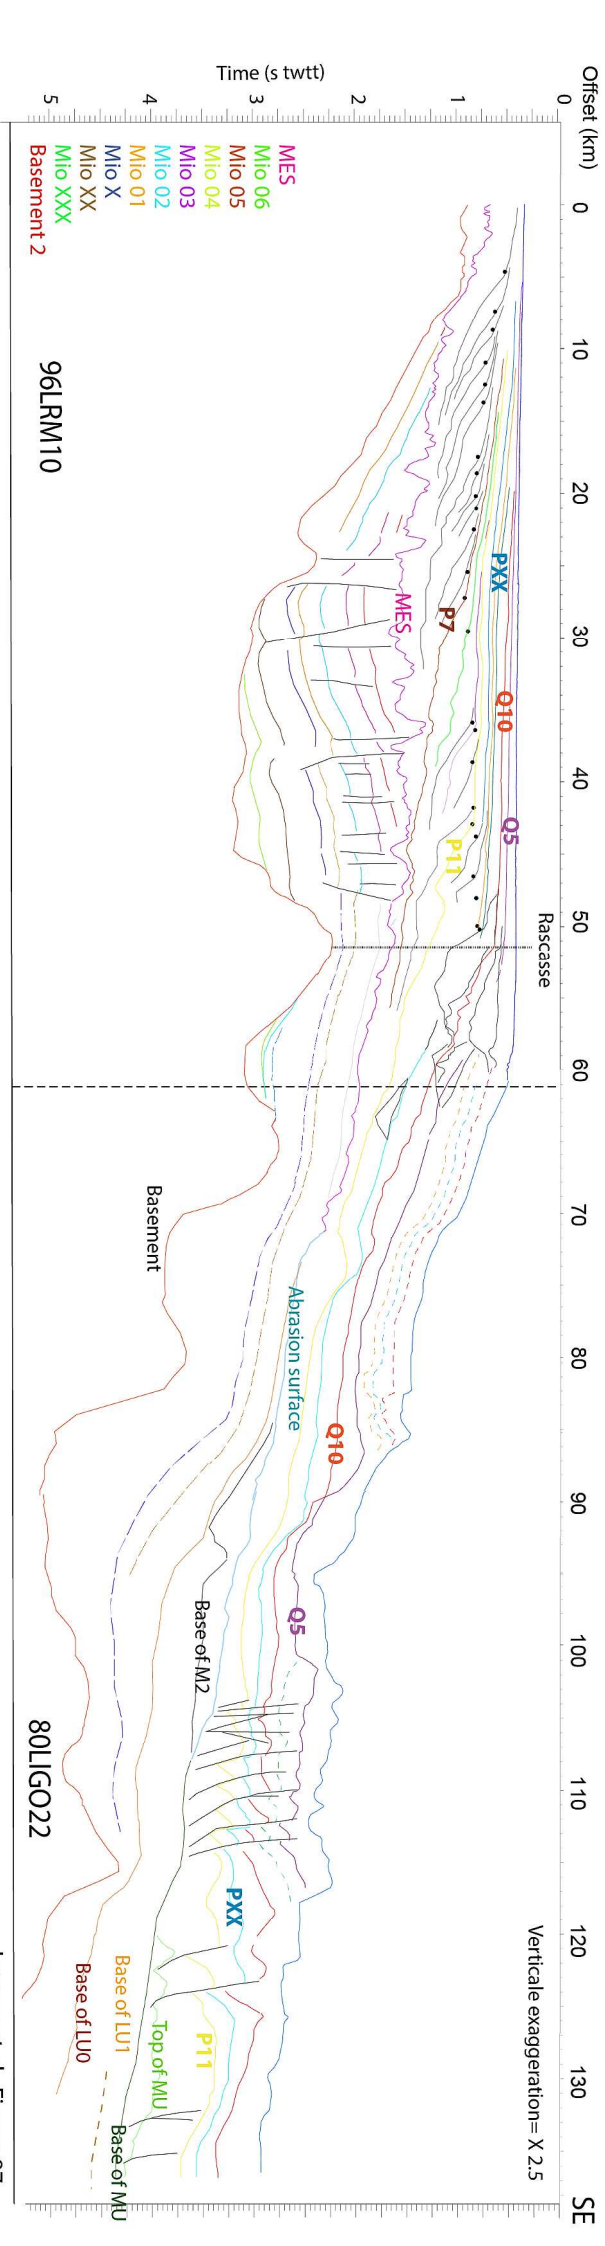 Offset (km)
0
10
20
30
40
50
60
70
80
90
100
110
120
130
SE
Rascasse
Verticale exaggeration= X 2.5
Time (s twtt)
0
1
2
3
4
5
MES
Mio 06
Mio 05
Mio 04
Mio 03
Mio 02
Mio 01
Mio X
Mio XX
Mio XXX
Basement 2
96LRM10
PXX
Q10
Q5
P7
MES
P11
Basement
Abrasion surface
Q10
Q5
Base of M2
80LIGO22
PXX
P11
Top of MU
Base of MU
Base of LU1
Base of LU0